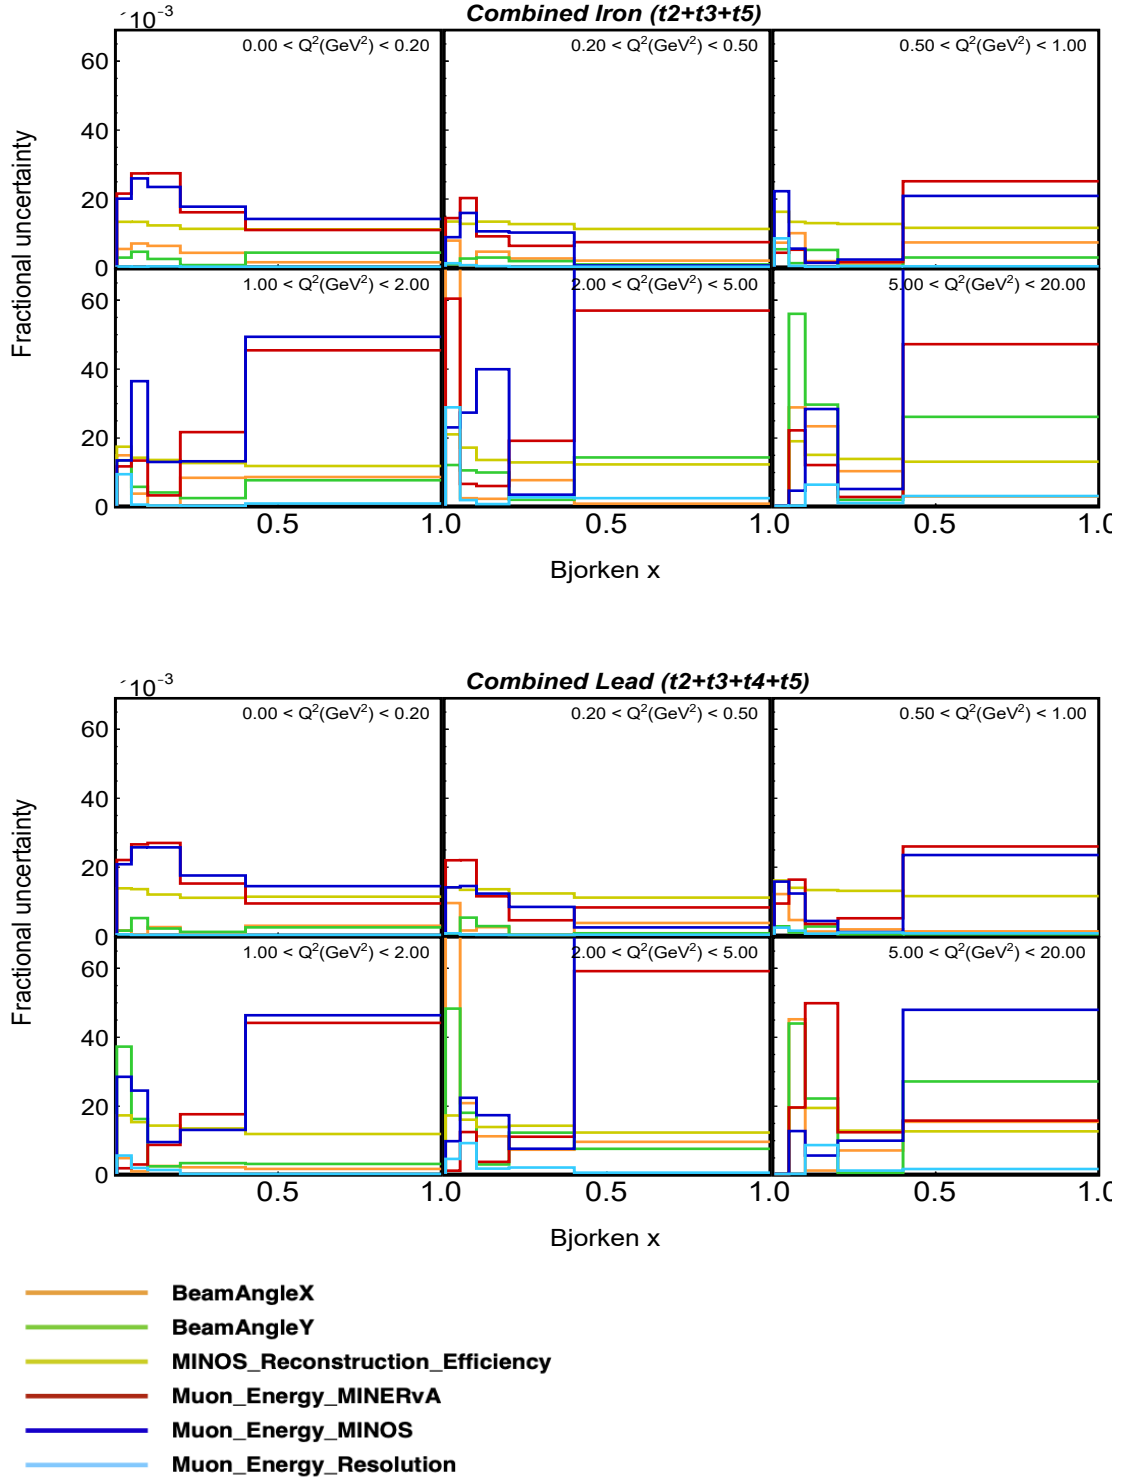 ´10⁻³
Combined Iron (t2+t3+t5)
0.00 < Q²(GeV²) < 0.20
0.20 < Q²(GeV²) < 0.50
0.50 < Q²(GeV²) < 1.00
60
40
20
0
1.00 < Q²(GeV²) < 2.00
2.00 < Q²(GeV²) < 5.00
5.00 < Q²(GeV²) < 20.00
60
40
20
0
Fractional uncertainty
0.5 1.0 0.5 1.0 0.5 1.0
Bjorken x
´10⁻³
Combined Lead (t2+t3+t4+t5)
0.00 < Q²(GeV²) < 0.20
0.20 < Q²(GeV²) < 0.50
0.50 < Q²(GeV²) < 1.00
60
40
20
0
1.00 < Q²(GeV²) < 2.00
2.00 < Q²(GeV²) < 5.00
5.00 < Q²(GeV²) < 20.00
60
40
20
0
Fractional uncertainty
0.5 1.0 0.5 1.0 0.5 1.0
Bjorken x
BeamAngleX
BeamAngleY
MINOS_Reconstruction_Efficiency
Muon_Energy_MINERvA
Muon_Energy_MINOS
Muon_Energy_Resolution